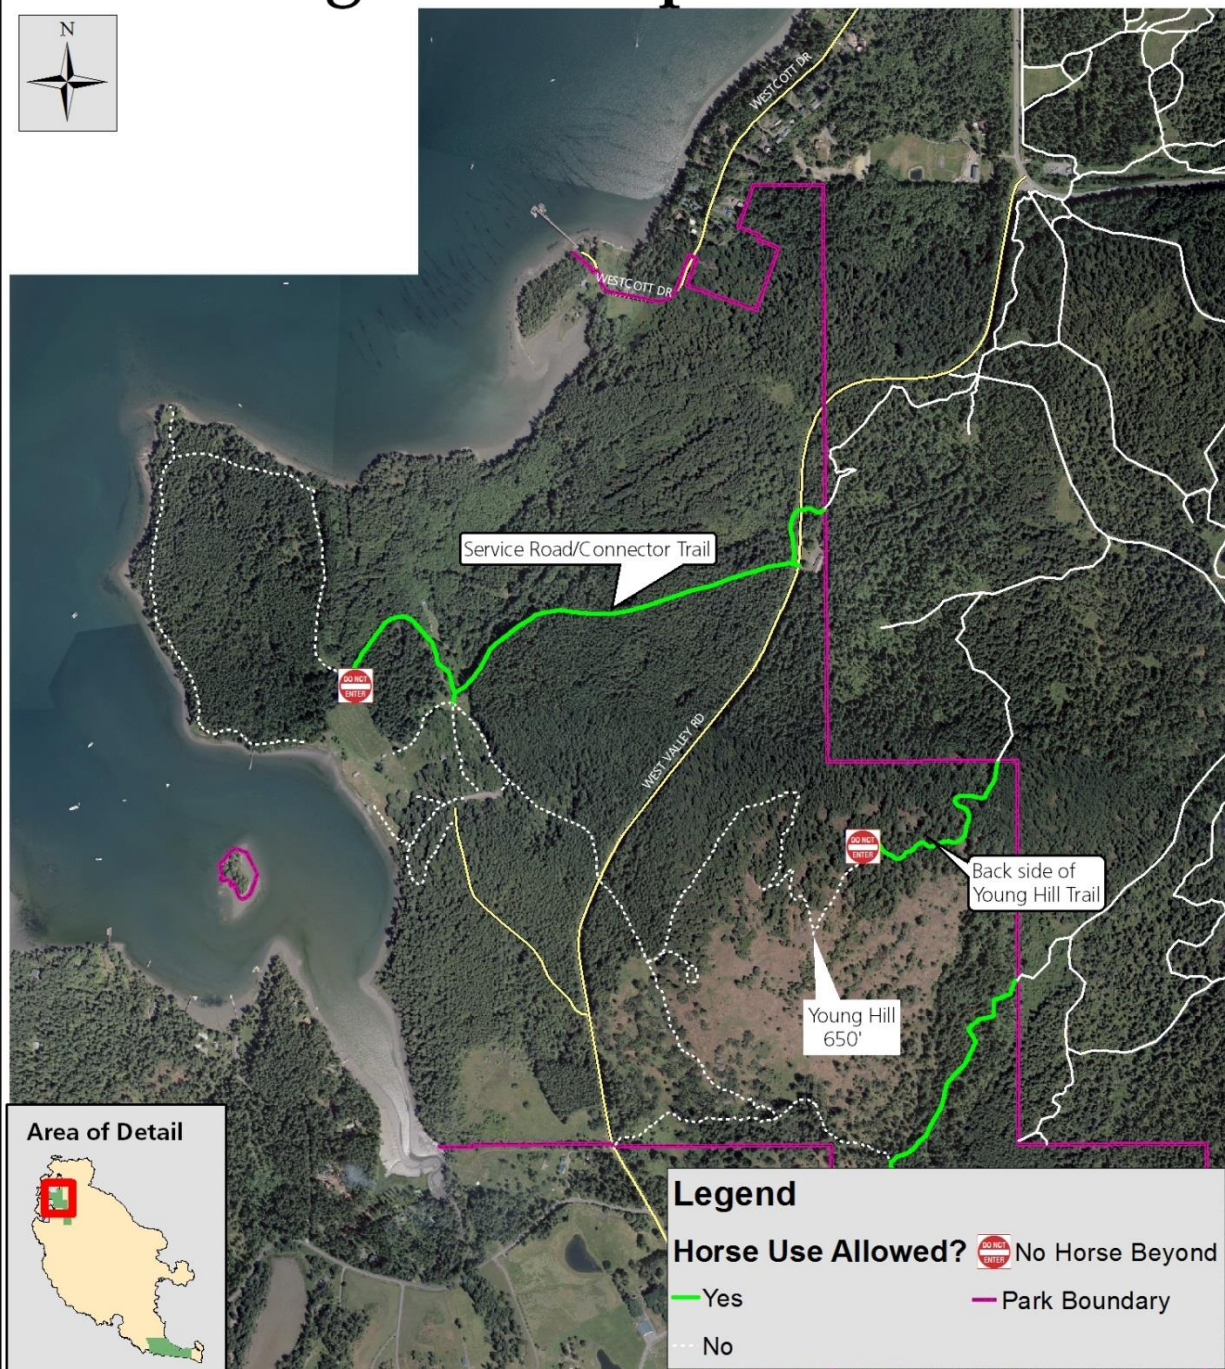 N
WESTCOTT DR
WESTCOTT DR
Service Road/Connector Trail
DO NOT
ENTER
WEST VALLEY RD
DO NOT
ENTER
Back side of
Young Hill Trail
Young Hill
650'
Area of Detail
Legend
Horse Use Allowed?
DO NOT
ENTER
No Horse Beyond
Yes
Park Boundary
No